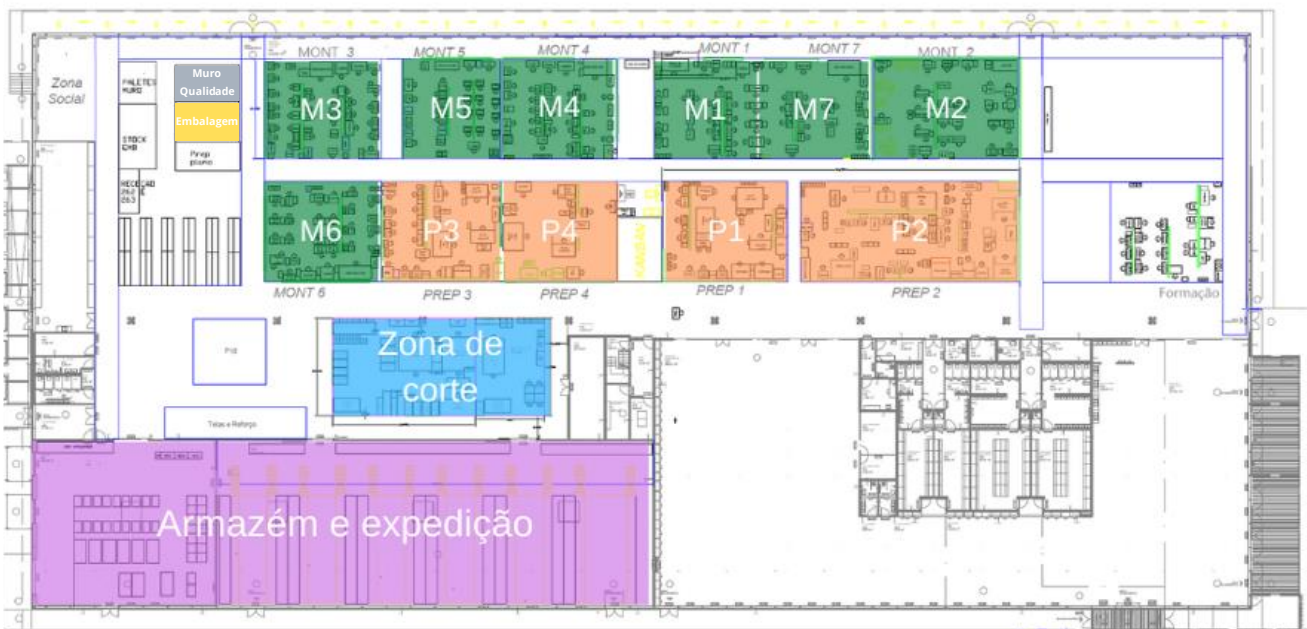 MONT 3
MONT 5
MONT 4
MONT 1
MONT 7
MONT 2
Zona
Social
PALETES
MURO
Muro
Qualidade
Embalagem
M3
M5
M4
M1
M7
M2
STOCK
Prep
plano
262
263
M6
P3
P4
KANBAN
P1
P2
MONT 6
PREP 3
PREP 4
PREP 1
PREP 2
Formação
Zona de
corte
Telas e Reforço
Armazém e expedição